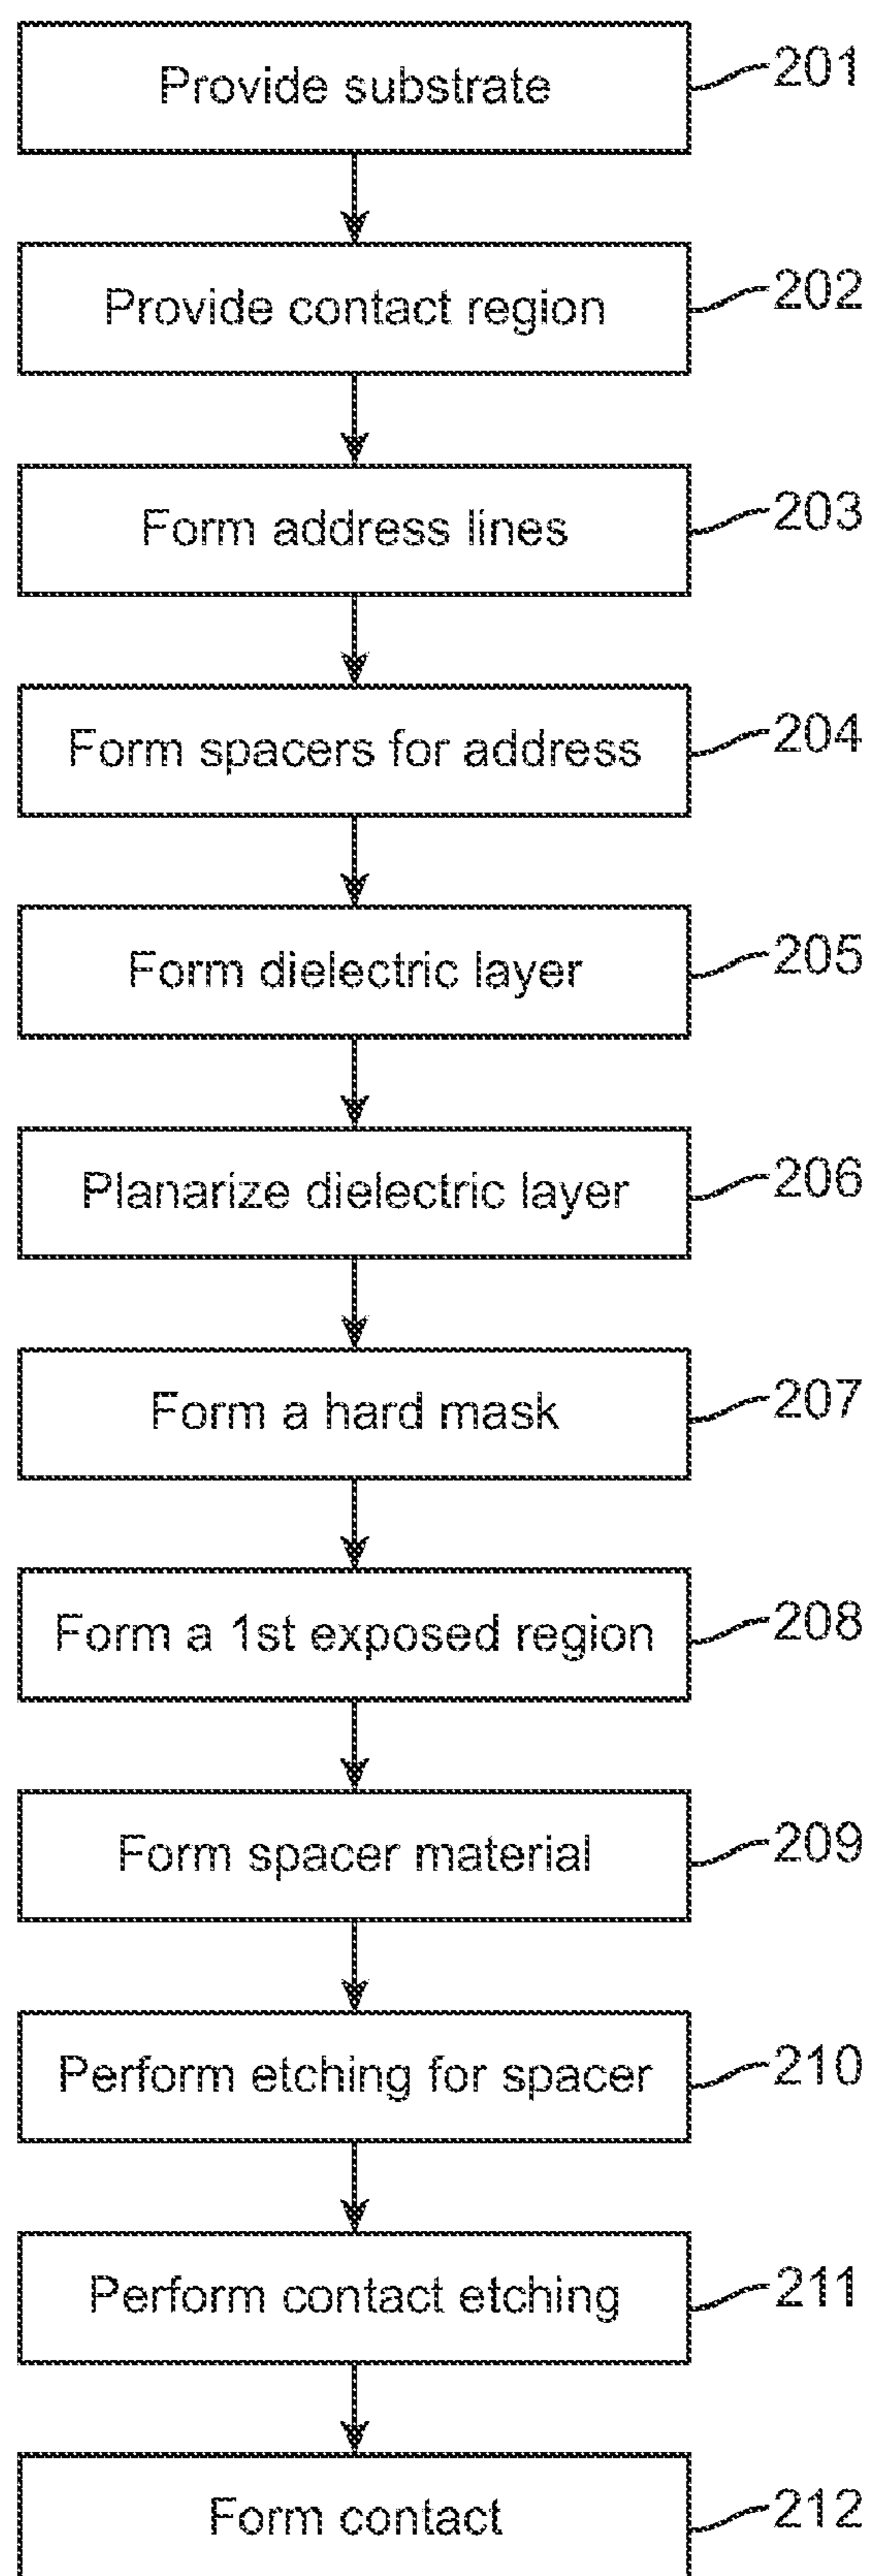 Provide substrate 201
Provide contact region 202
Form address lines 203
Form spacers for address 204
Form dielectric layer 205
Planarize dielectric layer 206
Form a hard mask 207
Form a 1st exposed region 208
Form spacer material 209
Perform etching for spacer 210
Perform contact etching 211
Form contact 212